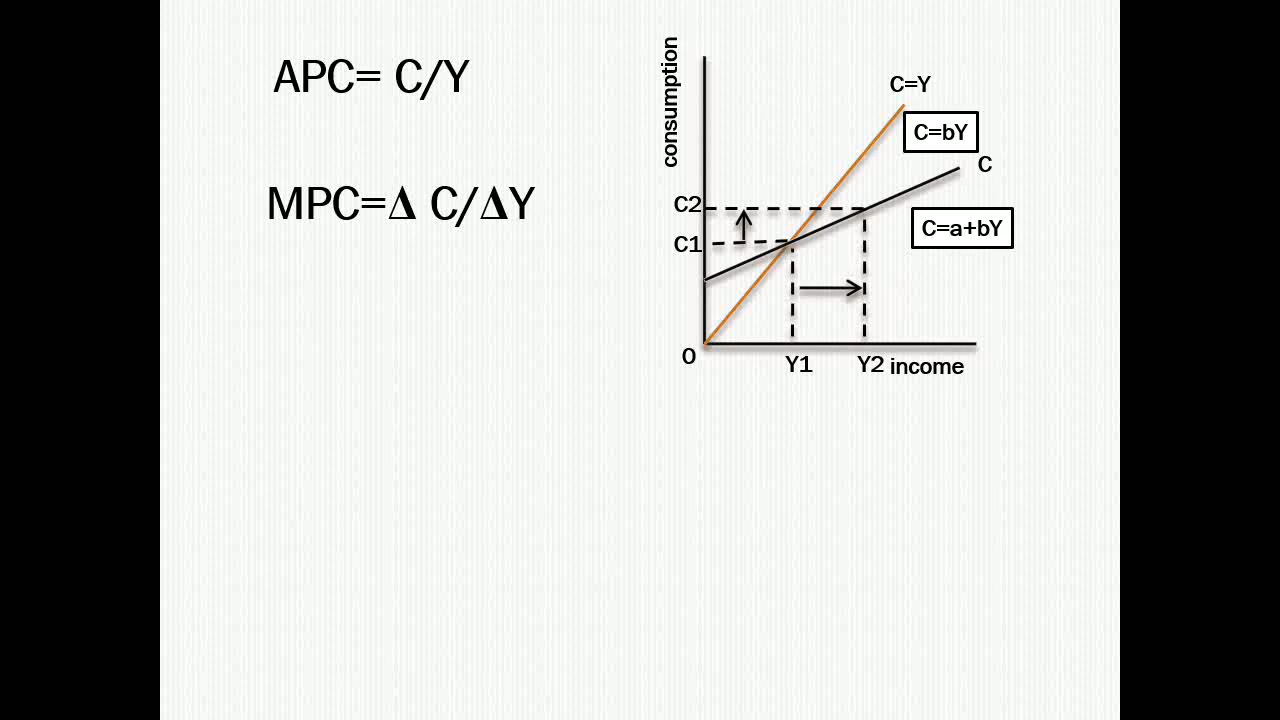 APC= C/Y
MPC=Δ C/ΔY
consumption
C=Y
C=bY
C
C2
C=a+bY
C1
0
Y1
Y2
income